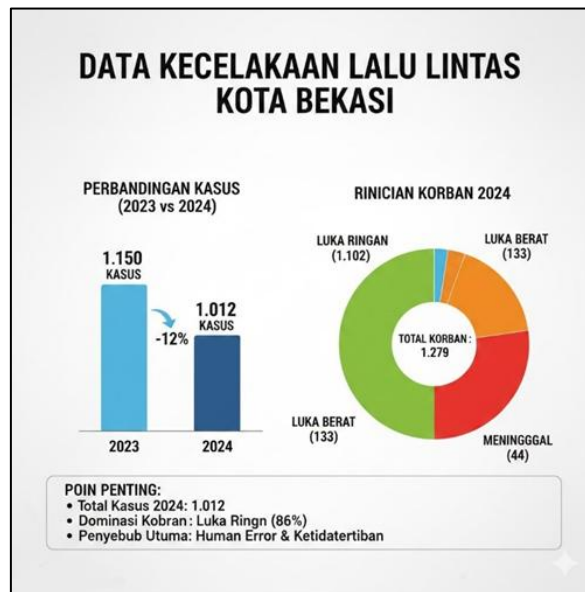 DATA KECELAKAAN LALU LINTAS
KOTA BEKASI
PERBANDINGAN KASUS
(2023 vs 2024)
1.150
KASUS
-12%
1.012
KASUS
2023
2024
RINICIAN KORBAN 2024
LUKA RINGAN
(1.102)
LUKA BERAT
(133)
TOTAL KORBAN:
1.279
LUKA BERAT
(133)
MENINGGGAL
(44)
POIN PENTING:
• Total Kasus 2024: 1.012
• Dominasi Kobran: Luka Ringn (86%)
• Penyebub Utuma: Human Error & Ketidatertiban